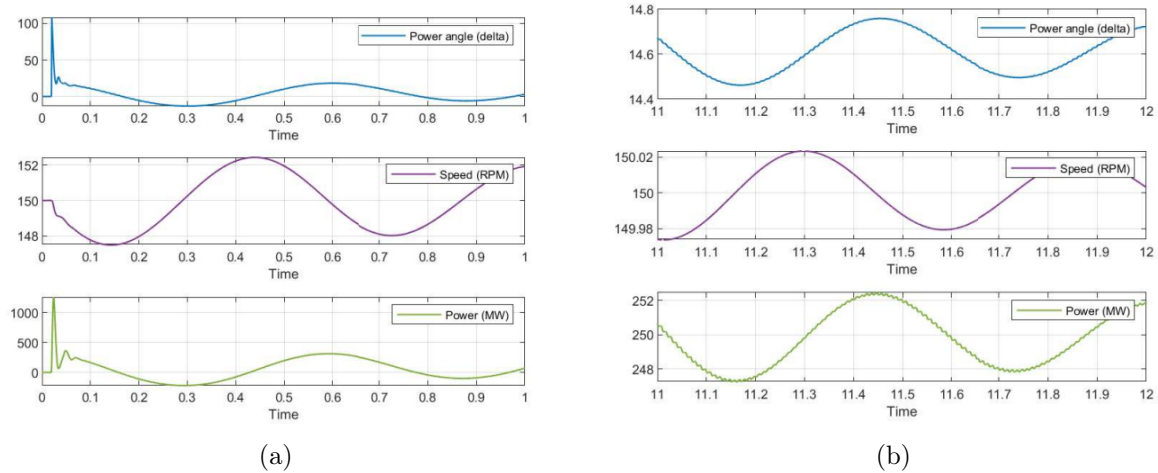 100
50
0
Power angle (delta)
0 0.1 0.2 0.3 0.4 0.5 0.6 0.7 0.8 0.9 1
Time
152
150
148
Speed (RPM)
0 0.1 0.2 0.3 0.4 0.5 0.6 0.7 0.8 0.9 1
Time
1000
500
0
Power (MW)
0 0.1 0.2 0.3 0.4 0.5 0.6 0.7 0.8 0.9 1
Time
(a)
14.8
14.6
14.4
Power angle (delta)
11 11.1 11.2 11.3 11.4 11.5 11.6 11.7 11.8 11.9 12
Time
150.02
150
149.98
Speed (RPM)
11 11.1 11.2 11.3 11.4 11.5 11.6 11.7 11.8 11.9 12
Time
252
250
248
Power (MW)
11 11.1 11.2 11.3 11.4 11.5 11.6 11.7 11.8 11.9 12
Time
(b)